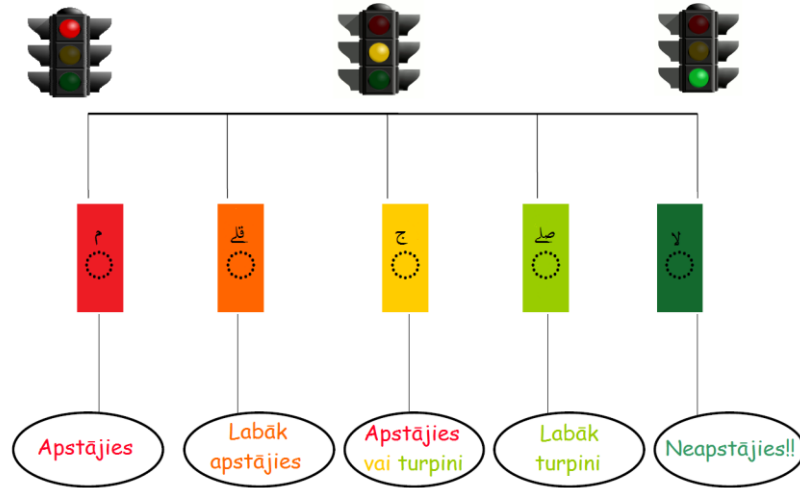 م
قلے
ج
صلے
لا
Apstājies
Labāk
apstājies
Apstājies
vai turpini
Labāk
turpini
Neapstājies!!